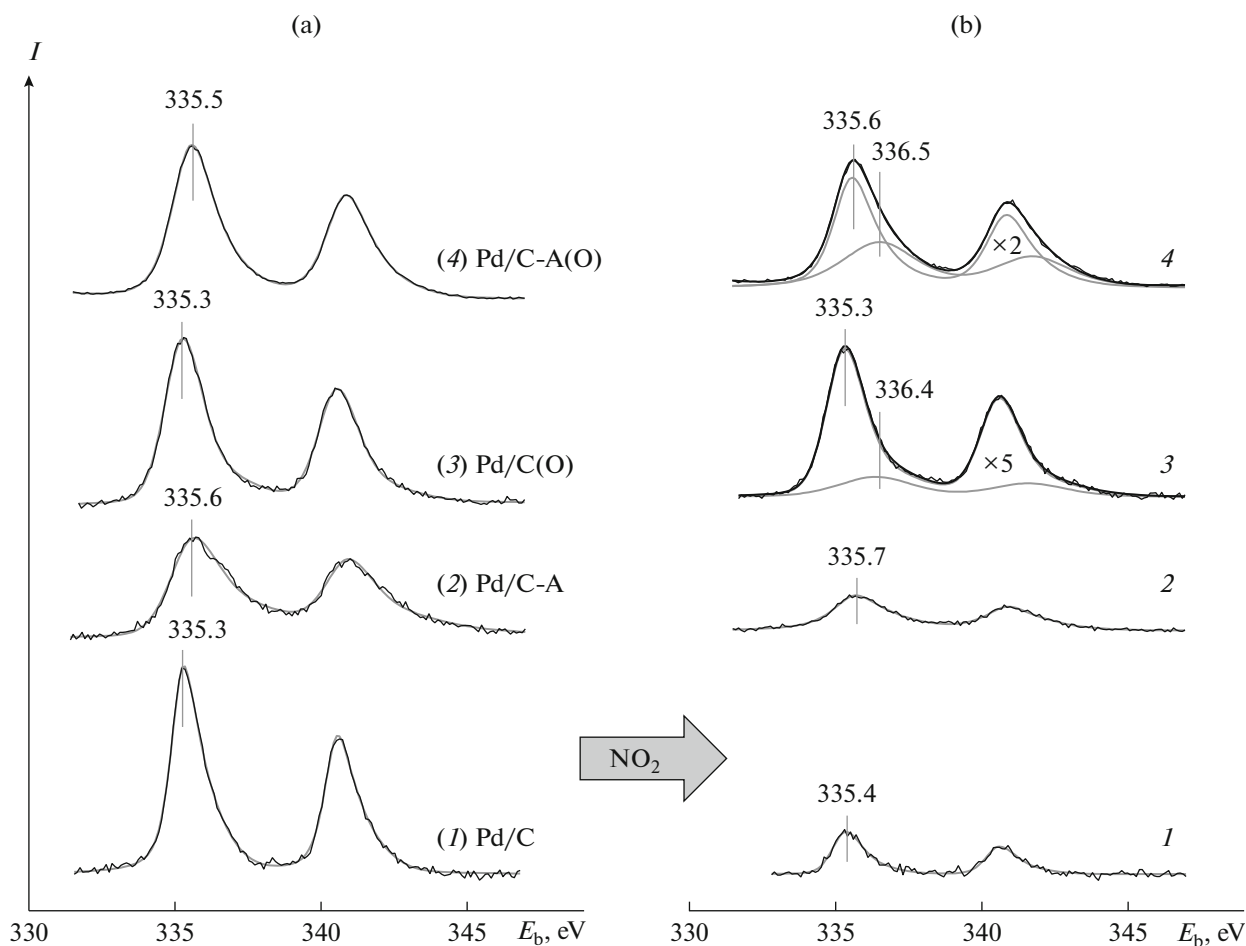 (a)
(b)
I
335.5
(4) Pd/C-A(O)
335.3
(3) Pd/C(O)
335.6
(2) Pd/C-A
335.3
(1) Pd/C
NO₂
335.6
336.5
×2
4
335.3
336.4
×5
3
335.7
2
335.4
1
330 335 340 345 E_b, eV
330 335 340 345 E_b, eV